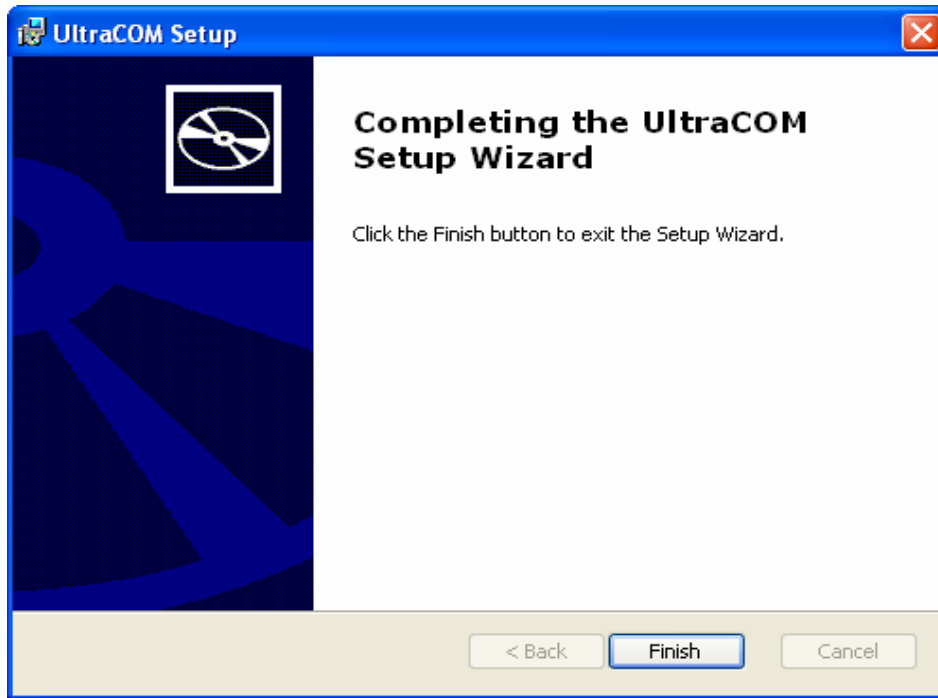 UltraCOM Setup
Completing the UltraCOM
Setup Wizard
Click the Finish button to exit the Setup Wizard.
< Back
Finish
Cancel